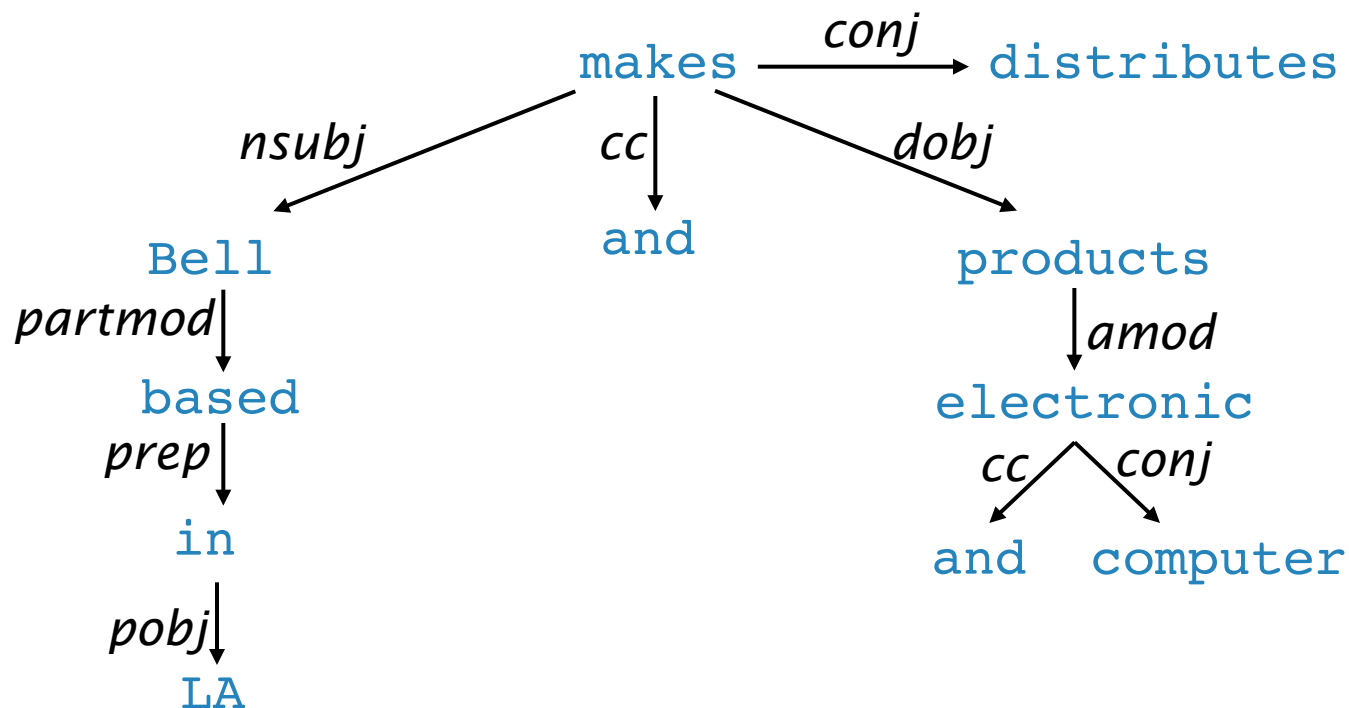 conj
makes distributes
nsubj cc dobj
Bell and products
partmod amod
based electronic
prep cc conj
in and computer
pobj
LA